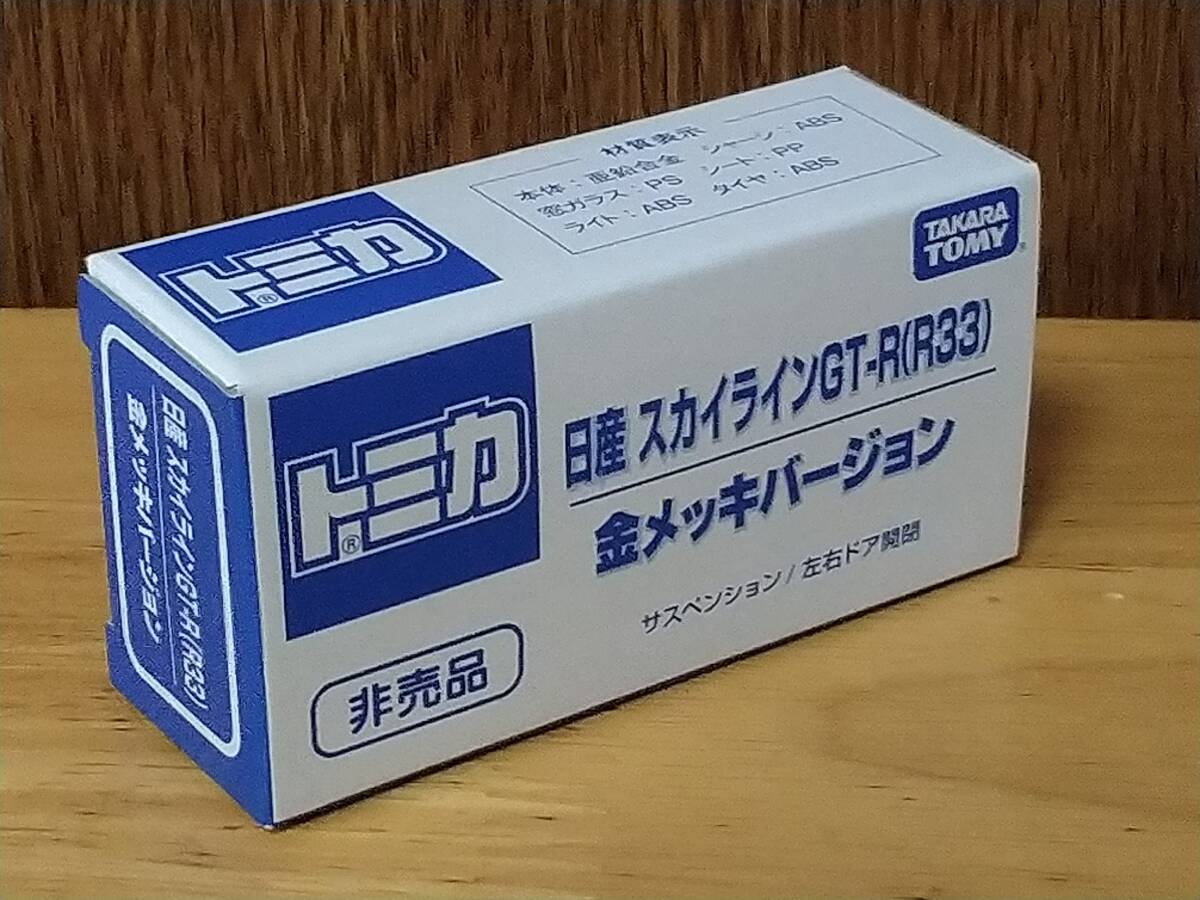 材質表示
本体：亜鉛合金 シャーシ：ABS
窓ガラス：PS シート：PP
ライト：ABS タイヤ：ABS
トミカ®
TAKARA
TOMY®
トミカ®
日産 スカイラインGT-R(R33)
金メッキバージョン
サスペンション/左右ドア開閉
非売品
日産 スカイラインGT-R(R33)
金メッキバージョン